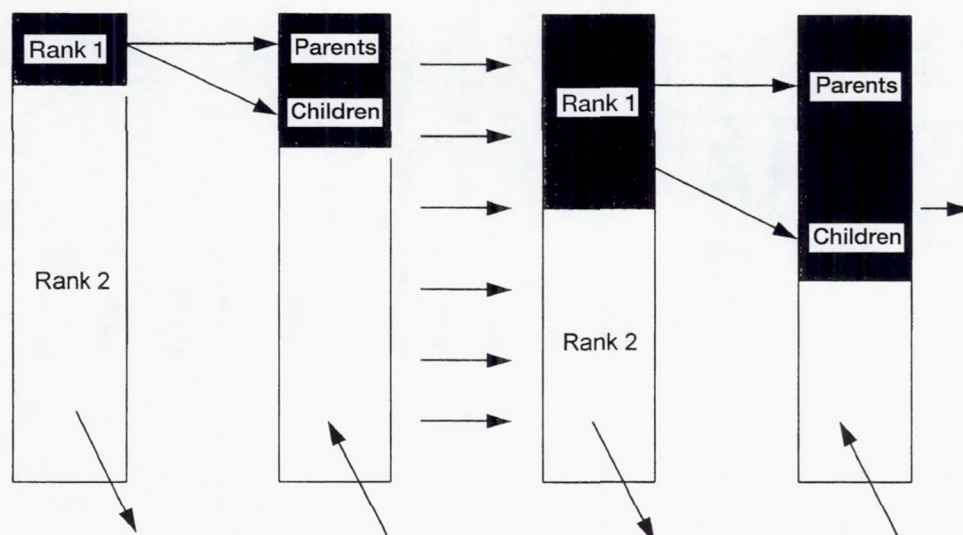 Rank 1
Rank 2
Parents
Children
Rank 1
Rank 2
Parents
Children